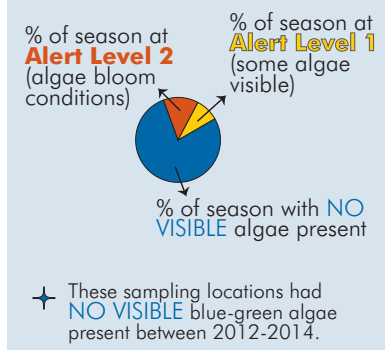 % of season at
Alert Level 2
(algae bloom
conditions)
% of season at
Alert Level 1
(some algae
visible)
% of season with NO
VISIBLE algae present
These sampling locations had
NO VISIBLE blue-green algae
present between 2012-2014.